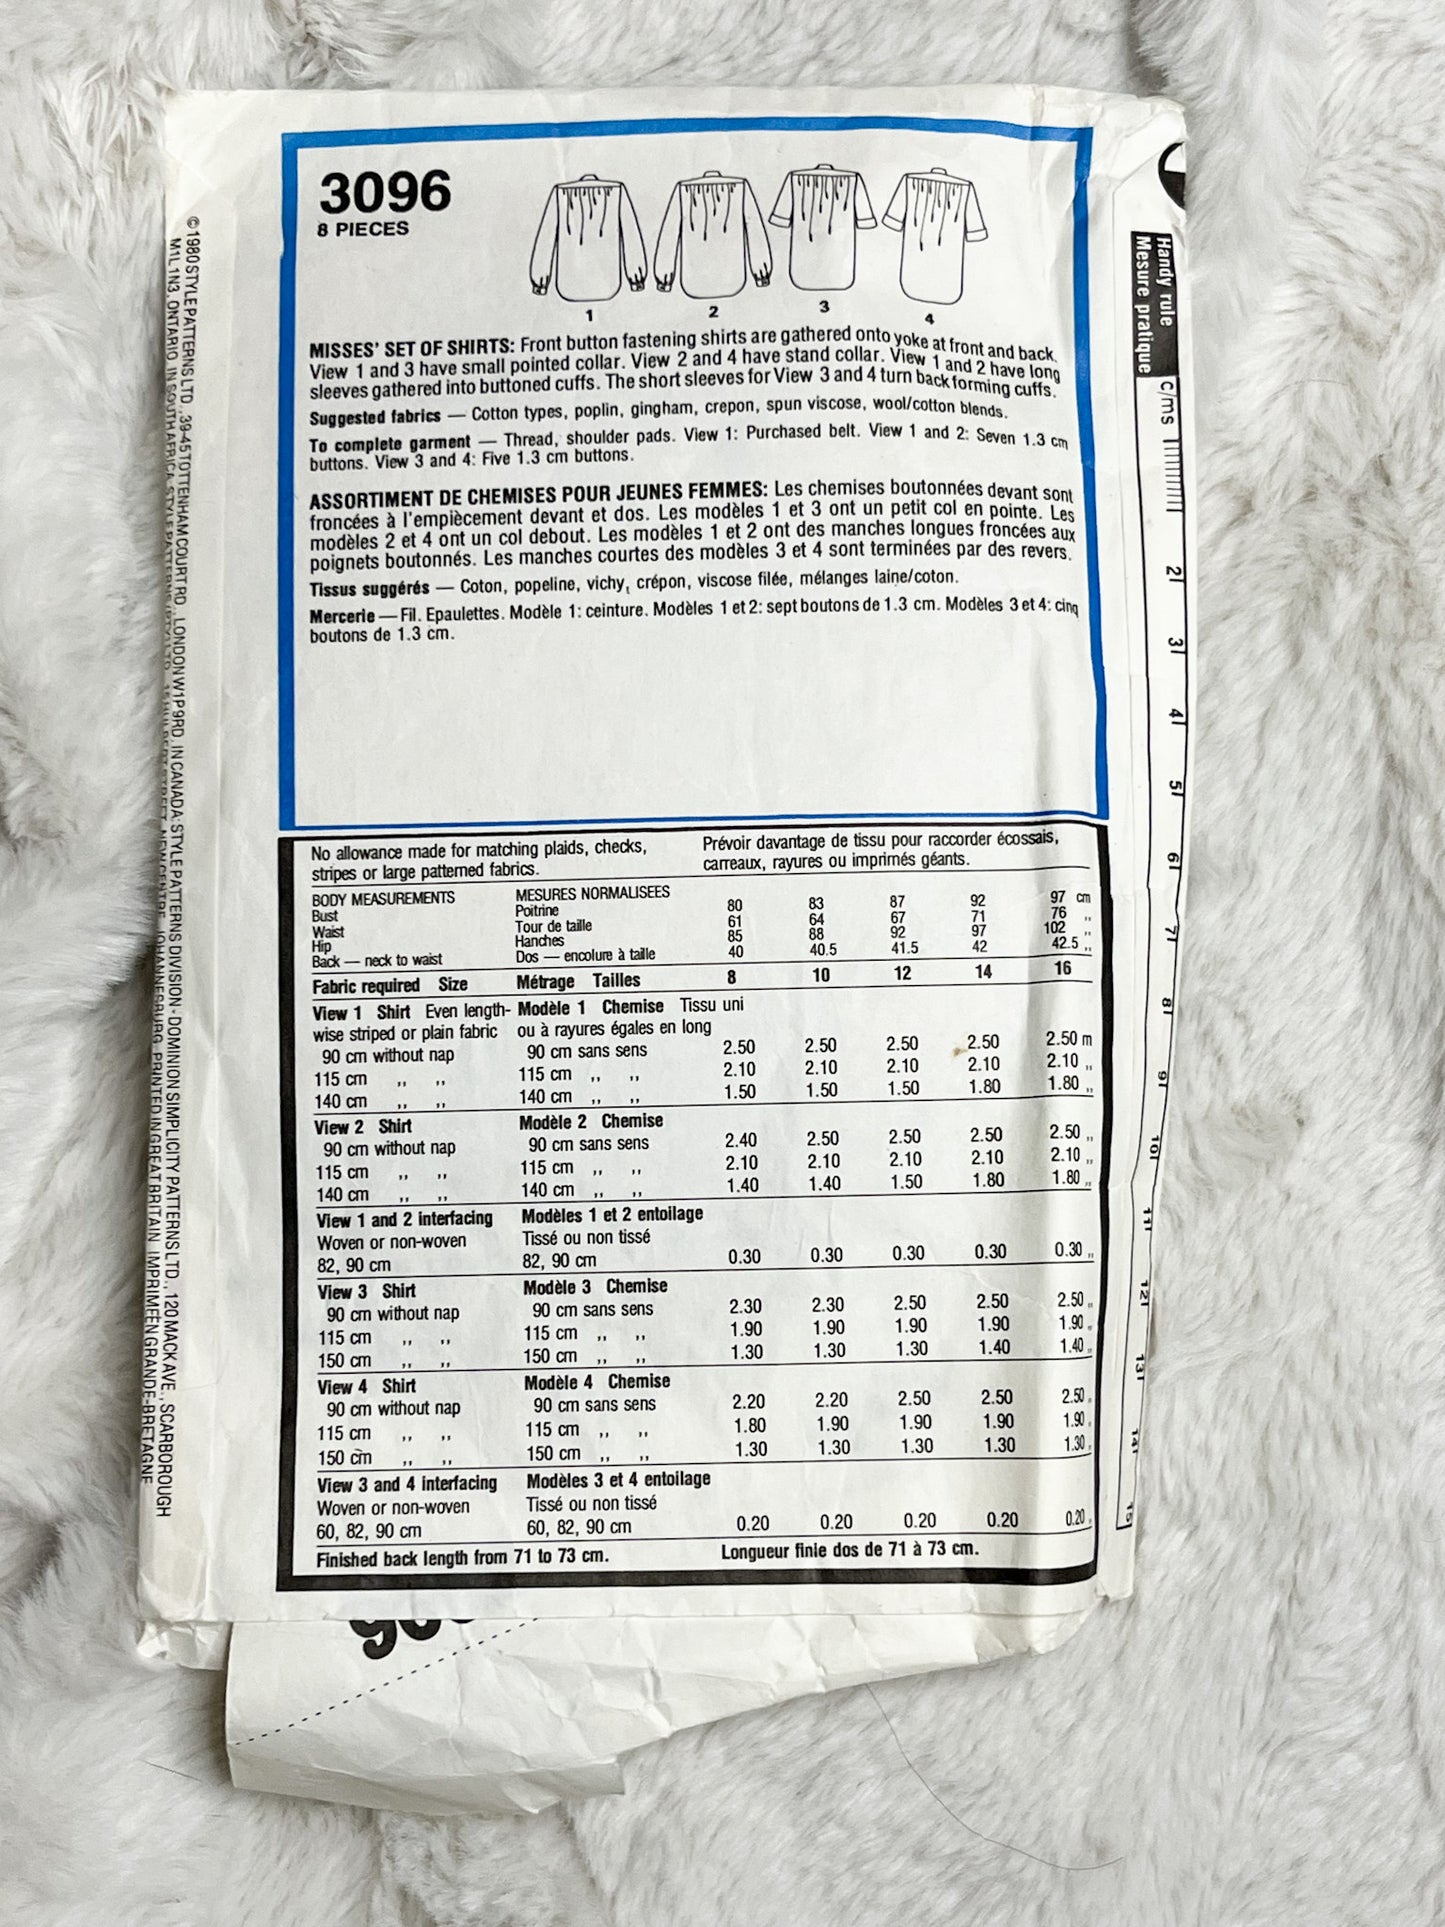 3096
8 PIECES
1 2 3 4
MISSES' SET OF SHIRTS: Front button fastening shirts are gathered onto yoke at front and back.
View 1 and 3 have small pointed collar. View 2 and 4 have stand collar. View 1 and 2 have long
sleeves gathered into buttoned cuffs. The short sleeves for View 3 and 4 turn back forming cuffs.
Suggested fabrics — Cotton types, poplin, gingham, crepon, spun viscose, wool/cotton blends.
To complete garment — Thread, shoulder pads. View 1: Purchased belt. View 1 and 2: Seven 1.3 cm
buttons. View 3 and 4: Five 1.3 cm buttons.
ASSORTIMENT DE CHEMISES POUR JEUNES FEMMES: Les chemises boutonnées devant sont
froncées à l'empiècement devant et dos. Les modèles 1 et 3 ont un petit col en pointe. Les
modèles 2 et 4 ont un col debout. Les modèles 1 et 2 ont des manches longues froncées aux
poignets boutonnés. Les manches courtes des modèles 3 et 4 sont terminées par des revers.
Tissus suggérés — Coton, popeline, vichy, crépon, viscose filée, mélanges laine/coton.
Mercerie — Fil. Epaulettes. Modèle 1: ceinture. Modèles 1 et 2: sept boutons de 1.3 cm. Modèles 3 et 4: cinq
boutons de 1.3 cm.
No allowance made for matching plaids, checks, Prévoir davantage de tissu pour raccorder écossais,
stripes or large patterned fabrics. carreaux, rayures ou imprimés géants.
BODY MEASUREMENTS MESURES NORMALISEES
Bust Poitrine 80 83 87 92 97 cm
Waist Tour de taille 61 64 67 71 76 ,,
Hip Hanches 85 88 92 97 102 ,,
Back — neck to waist Dos — encolure à taille 40 40.5 41.5 42 42.5 ,,
Fabric required Size Métrage Tailles 8 10 12 14 16
View 1 Shirt Even length- Modèle 1 Chemise Tissu uni
wise striped or plain fabric ou à rayures égales en long
90 cm without nap 90 cm sans sens 2.50 2.50 2.50 2.50 2.50 m
115 cm ,, ,, 115 cm ,, ,, 2.10 2.10 2.10 2.10 2.10 ,,
140 cm ,, ,, 140 cm ,, ,, 1.50 1.50 1.50 1.80 1.80 ,,
View 2 Shirt Modèle 2 Chemise
90 cm without nap 90 cm sans sens 2.40 2.50 2.50 2.50 2.50 ,,
115 cm ,, ,, 115 cm ,, ,, 2.10 2.10 2.10 2.10 2.10 ,,
140 cm ,, ,, 140 cm ,, ,, 1.40 1.40 1.50 1.80 1.80 ,,
View 1 and 2 interfacing Modèles 1 et 2 entoilage
Woven or non-woven Tissé ou non tissé
82, 90 cm 82, 90 cm 0.30 0.30 0.30 0.30 0.30 ,,
View 3 Shirt Modèle 3 Chemise
90 cm without nap 90 cm sans sens 2.30 2.30 2.50 2.50 2.50 ,,
115 cm ,, ,, 115 cm ,, ,, 1.90 1.90 1.90 1.90 1.90 ,,
150 cm ,, ,, 150 cm ,, ,, 1.30 1.30 1.30 1.40 1.40 ,,
View 4 Shirt Modèle 4 Chemise
90 cm without nap 90 cm sans sens 2.20 2.20 2.50 2.50 2.50 ,,
115 cm ,, ,, 115 cm ,, ,, 1.80 1.90 1.90 1.90 1.90 ,,
150 cm ,, ,, 150 cm ,, ,, 1.30 1.30 1.30 1.30 1.30 ,,
View 3 and 4 interfacing Modèles 3 et 4 entoilage
Woven or non-woven Tissé ou non tissé
60, 82, 90 cm 60, 82, 90 cm 0.20 0.20 0.20 0.20 0.20 ,,
Finished back length from 71 to 73 cm. Longueur finie dos de 71 à 73 cm.
Handy rule
Mesure pratique
c/ms 2 3 4 5 6 7 8 9 10 11 12 13 14 15
© 1980 STYLE PATTERNS LTD., 39-45 TOTTENHAM COURT RD., LONDON W1P 9RD. IN CANADA: STYLE PATTERNS DIVISION - DOMINION SIMPLICITY PATTERNS LTD., 120 MACK AVE., SCARBOROUGH
M1L 1N3, ONTARIO. IN SOUTH AFRICA: STYLE PATTERNS NEWCENTRE, JOHANNESBURG. PRINTED IN GREAT BRITAIN IMPRIMÉ EN GRANDE-BRETAGNE